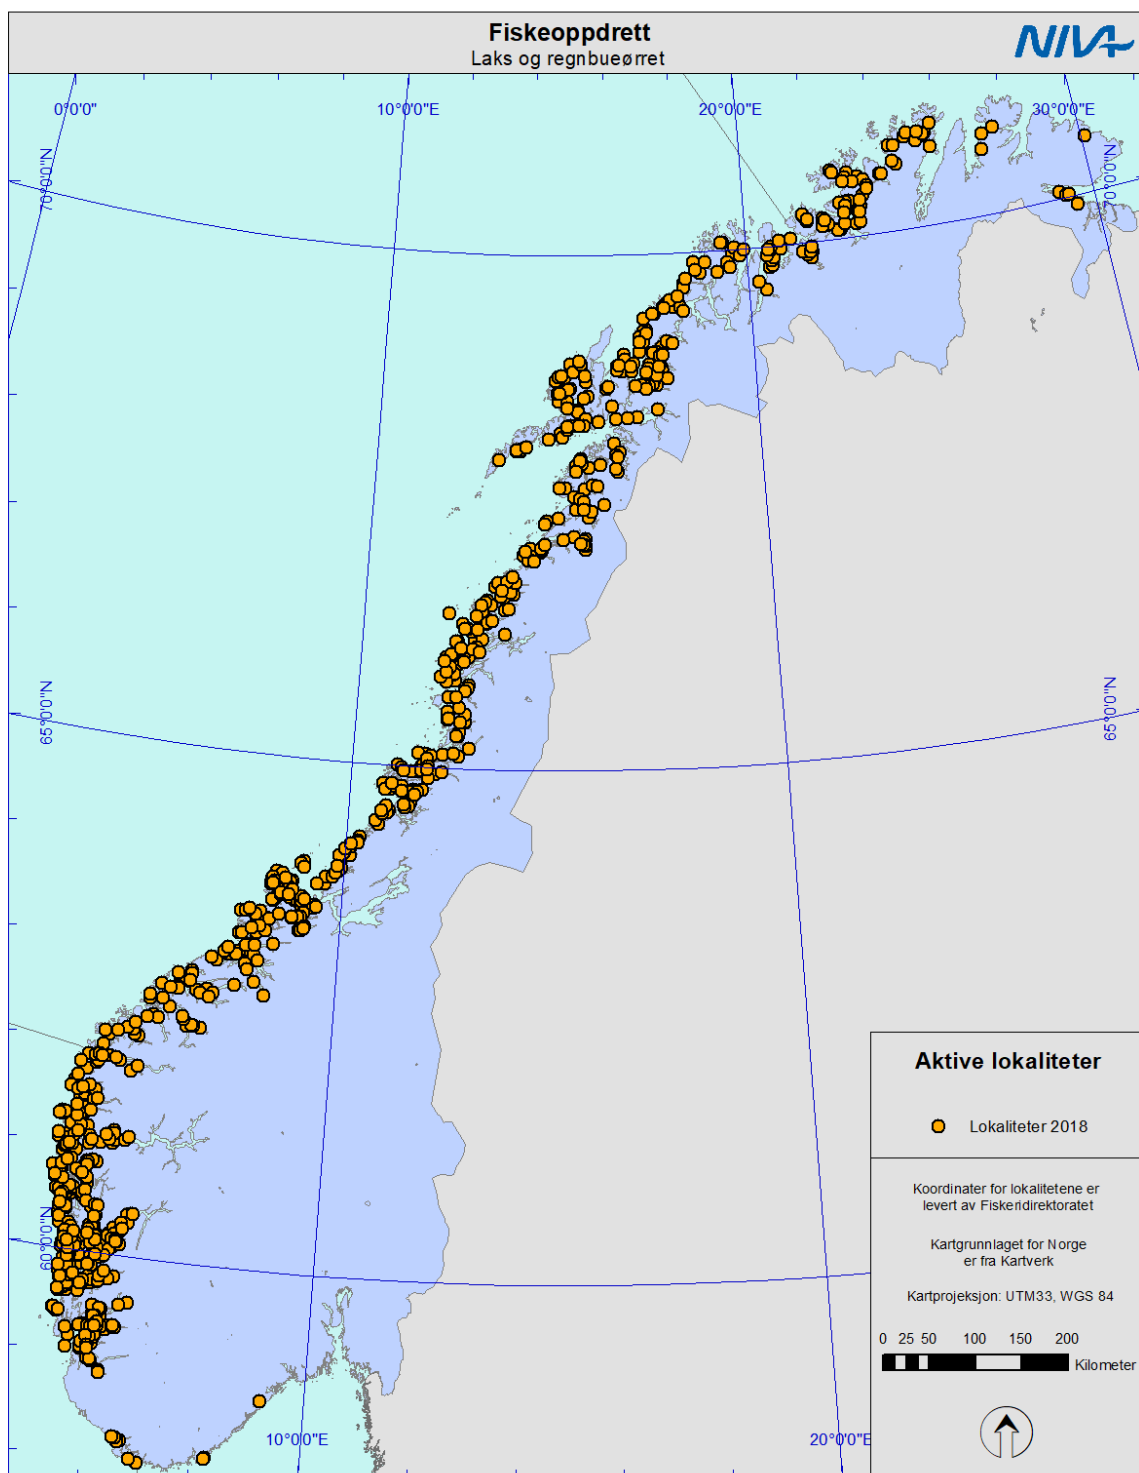 Fiskeoppdrett
Laks og regnbueørret
NIVA
0°0'0"
10°0'0"E
20°0'0"E
30°0'0"E
70°0'0"N
70°0'0"N
65°0'0"N
65°0'0"N
60°0'0"N
10°0'0"E
20°0'0"E
Aktive lokaliteter
Lokaliteter 2018
Koordinater for lokalitetene er
levert av Fiskeridirektoratet
Kartgrunnlaget for Norge
er fra Kartverk
Kartprojeksjon: UTM33, WGS 84
0 25 50 100 150 200
Kilometer